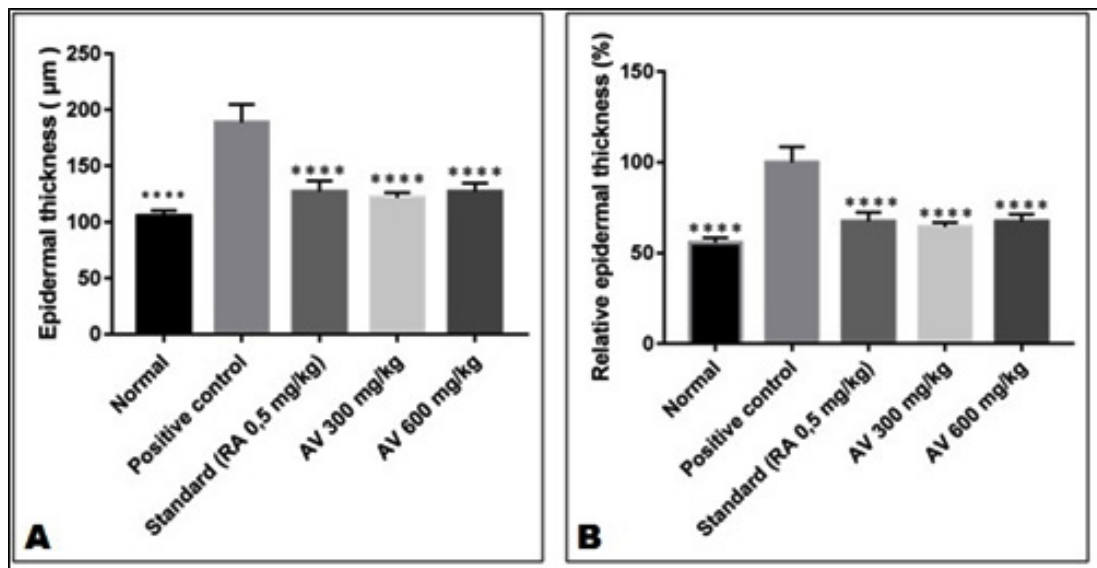 Epidermal thickness ( µm )
250
200
150
100
50
0
****
****
****
****
Normal
Positive control
Standard (RA 0,5 mg/kg)
AV 300 mg/kg
AV 600 mg/kg
A
Relative epidermal thickness (%)
150
100
50
0
****
****
****
****
Normal
Positive control
Standard (RA 0,5 mg/kg)
AV 300 mg/kg
AV 600 mg/kg
B